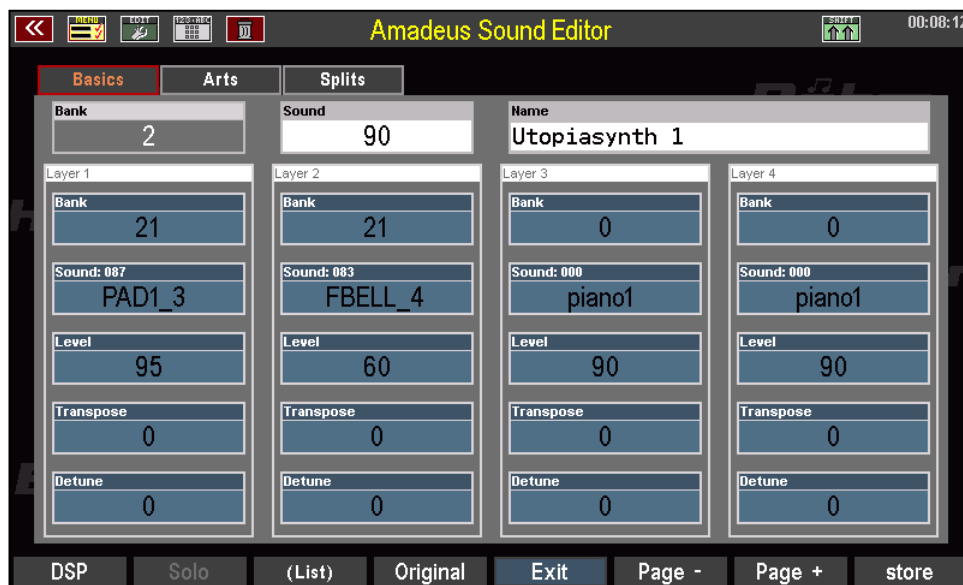 MENU EDIT 123-ABC Amadeus Sound Editor SHIFT 00:08:12
Basics Arts Splits
Bank Sound Name
2 90 Utopiasynth 1
Layer 1 Layer 2 Layer 3 Layer 4
Bank Bank Bank Bank
21 21 0 0
Sound: 087 Sound: 083 Sound: 000 Sound: 000
PAD1_3 FBELL_4 piano1 piano1
Level Level Level Level
95 60 90 90
Transpose Transpose Transpose Transpose
0 0 0 0
Detune Detune Detune Detune
0 0 0 0
DSP Solo (List) Original Exit Page - Page + store